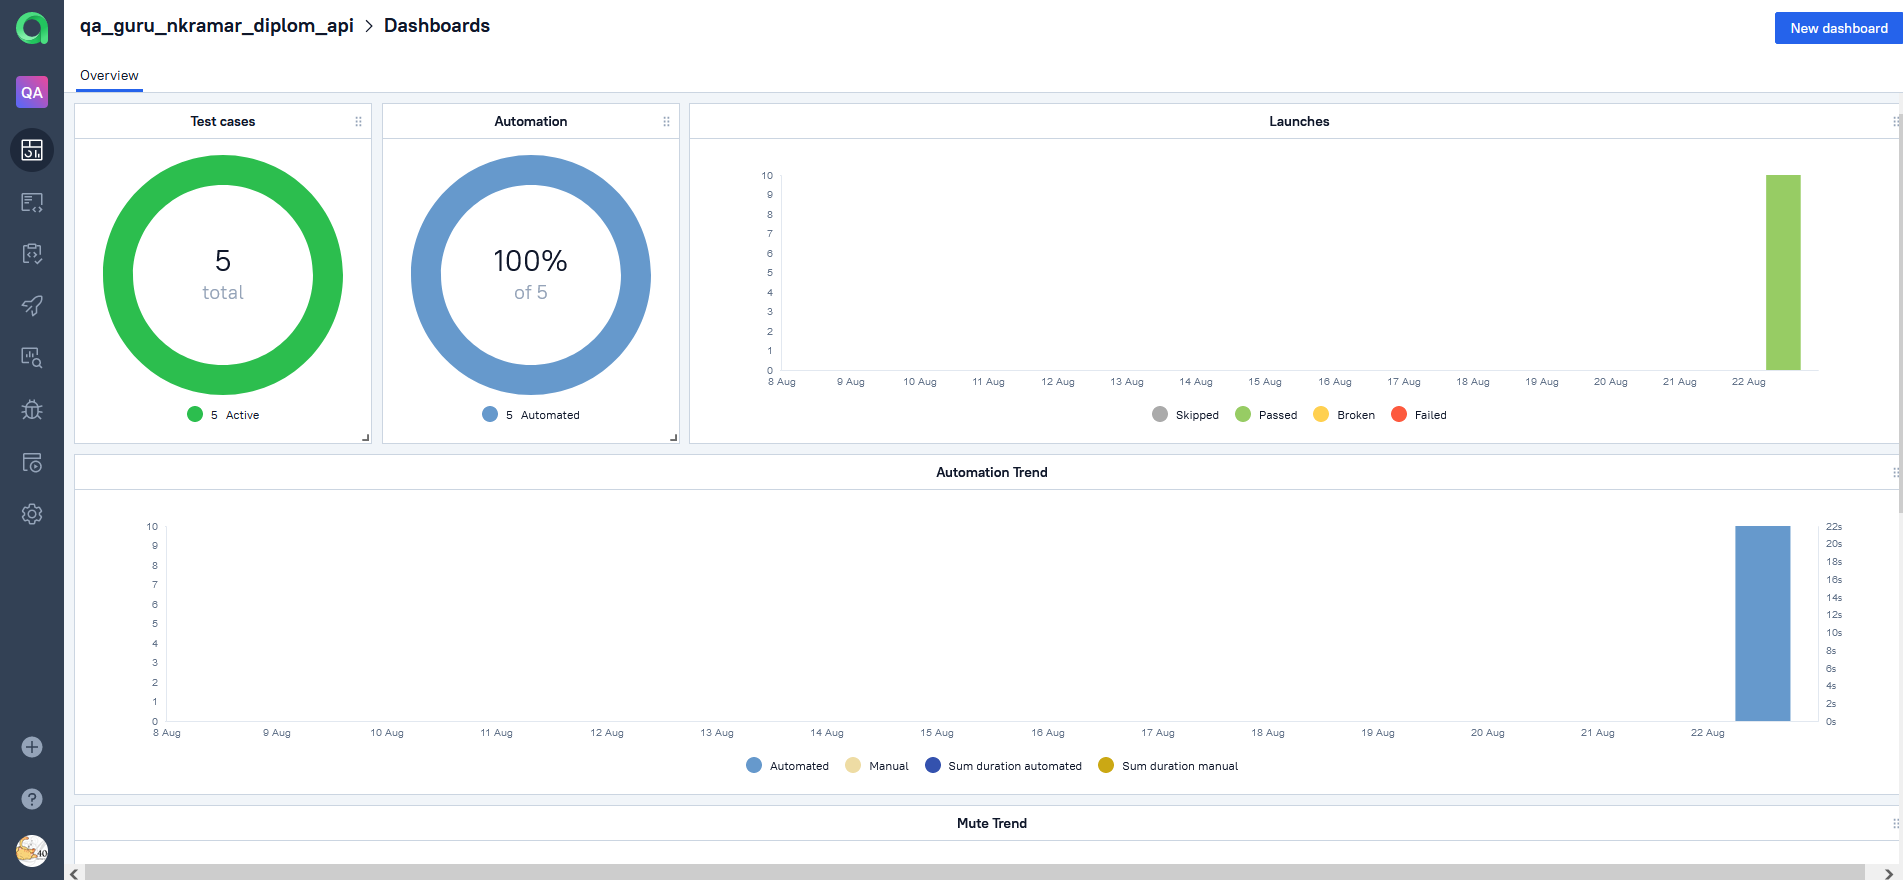 qa_guru_nkramar_diplom_api > Dashboards
New dashboard
QA
Overview
Test cases
5
total
5 Active
Automation
100%
of 5
5 Automated
Launches
10
9
8
7
6
5
4
3
2
1
0
8 Aug 9 Aug 10 Aug 11 Aug 12 Aug 13 Aug 14 Aug 15 Aug 16 Aug 17 Aug 18 Aug 19 Aug 20 Aug 21 Aug 22 Aug
Skipped Passed Broken Failed
Automation Trend
10
9
8
7
6
5
4
3
2
1
0
22s
20s
18s
16s
14s
12s
10s
8s
6s
4s
2s
0s
8 Aug 9 Aug 10 Aug 11 Aug 12 Aug 13 Aug 14 Aug 15 Aug 16 Aug 17 Aug 18 Aug 19 Aug 20 Aug 21 Aug 22 Aug
Automated Manual Sum duration automated Sum duration manual
Mute Trend
?
40